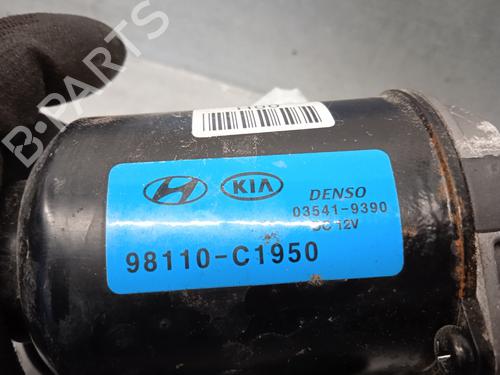 B-PARTS
KIA
DENSO
03541-9390
DC 12V
98110-C1950